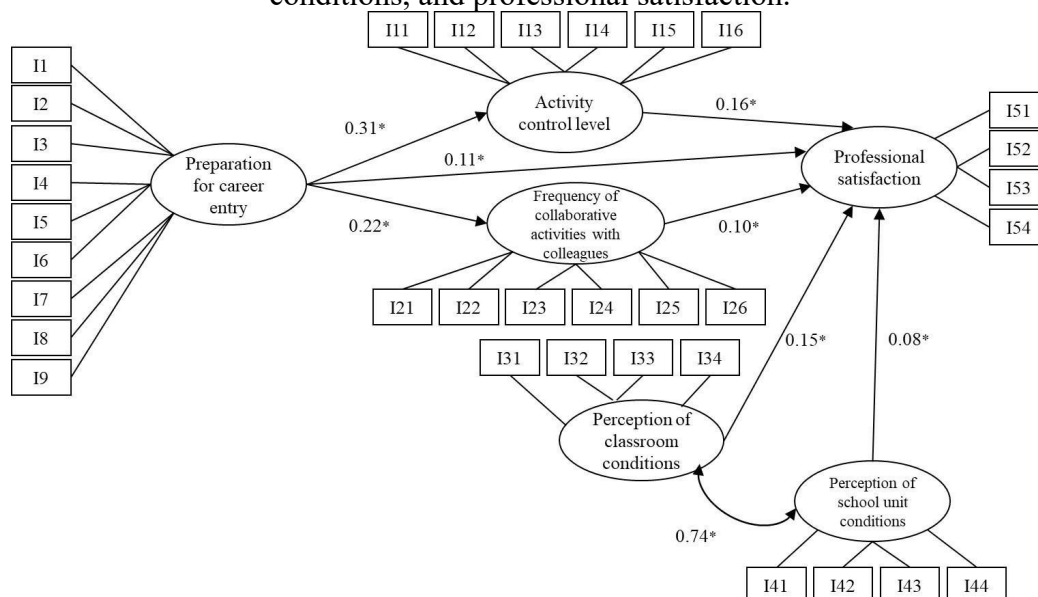 conditions, and professional satisfaction.
I11 I12 I13 I14 I15 I16
I1
I2
I3
I4
I5
I6
I7
I8
I9
Preparation
for career
entry
0.31*
0.11*
0.22*
Activity
control level
0.16*
Frequency of
collaborative
activities with
colleagues
0.10*
Professional
satisfaction
I51
I52
I53
I54
I21 I22 I23 I24 I25 I26
I31 I32 I33 I34
Perception of
classroom
conditions
0.15*
0.08*
0.74*
Perception of
school unit
conditions
I41 I42 I43 I44